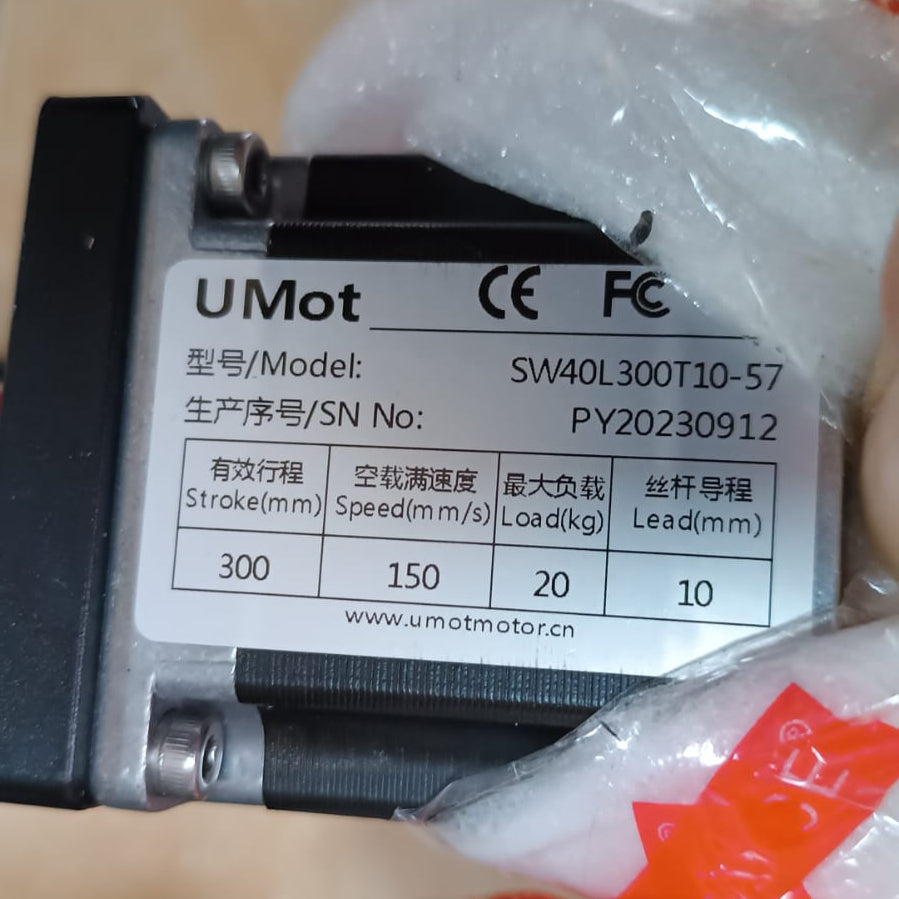 UMot CE FC
型号/Model: SW40L300T10-57
生产序号/SN No: PY20230912
有效行程 空载满速度 最大负载 丝杆导程
Stroke(mm) Speed(mm/s) Load(kg) Lead(mm)
300 150 20 10
www.umotmotor.cn